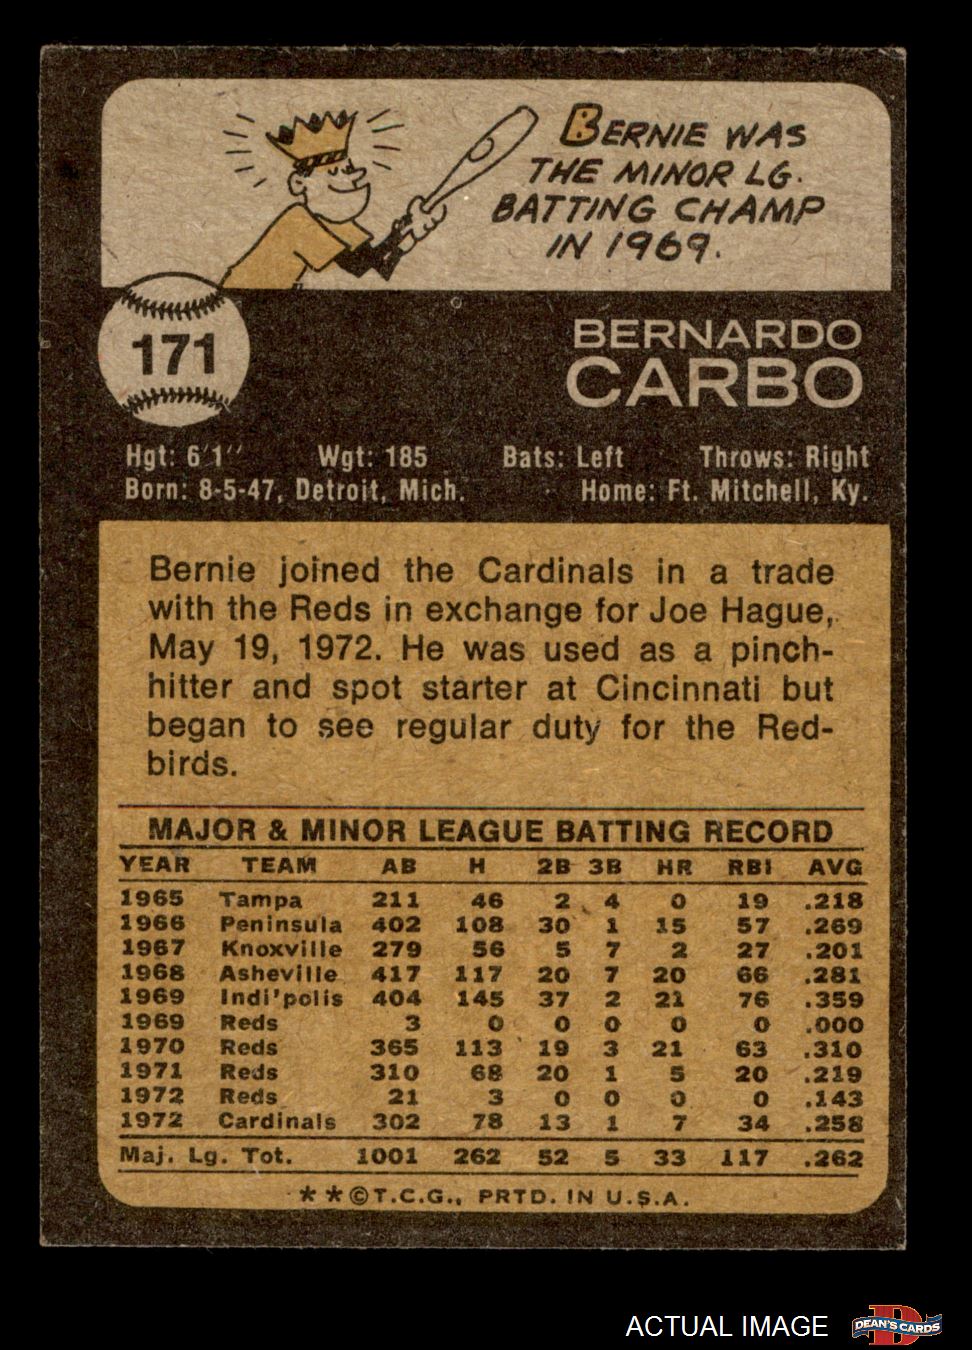 BERNIE WAS
THE MINOR LG.
BATTING CHAMP
IN 1969.
171
BERNARDO
CARBO
Hgt: 6'1" Wgt: 185 Bats: Left Throws: Right
Born: 8-5-47, Detroit, Mich. Home: Ft. Mitchell, Ky.
Bernie joined the Cardinals in a trade
with the Reds in exchange for Joe Hague,
May 19, 1972. He was used as a pinch-
hitter and spot starter at Cincinnati but
began to see regular duty for the Red-
birds.
MAJOR & MINOR LEAGUE BATTING RECORD
YEAR TEAM AB H 2B 3B HR RBI AVG
1965 Tampa 211 46 2 4 0 19 .218
1966 Peninsula 402 108 30 1 15 57 .269
1967 Knoxville 279 56 5 7 2 27 .201
1968 Asheville 417 117 20 7 20 66 .281
1969 Indi'polis 404 145 37 2 21 76 .359
1969 Reds 3 0 0 0 0 0 .000
1970 Reds 365 113 19 3 21 63 .310
1971 Reds 310 68 20 1 5 20 .219
1972 Reds 21 3 0 0 0 0 .143
1972 Cardinals 302 78 13 1 7 34 .258
Maj. Lg. Tot. 1001 262 52 5 33 117 .262
**©T.C.G., PRTD. IN U.S.A.
ACTUAL IMAGE
D
DEAN'S CARDS